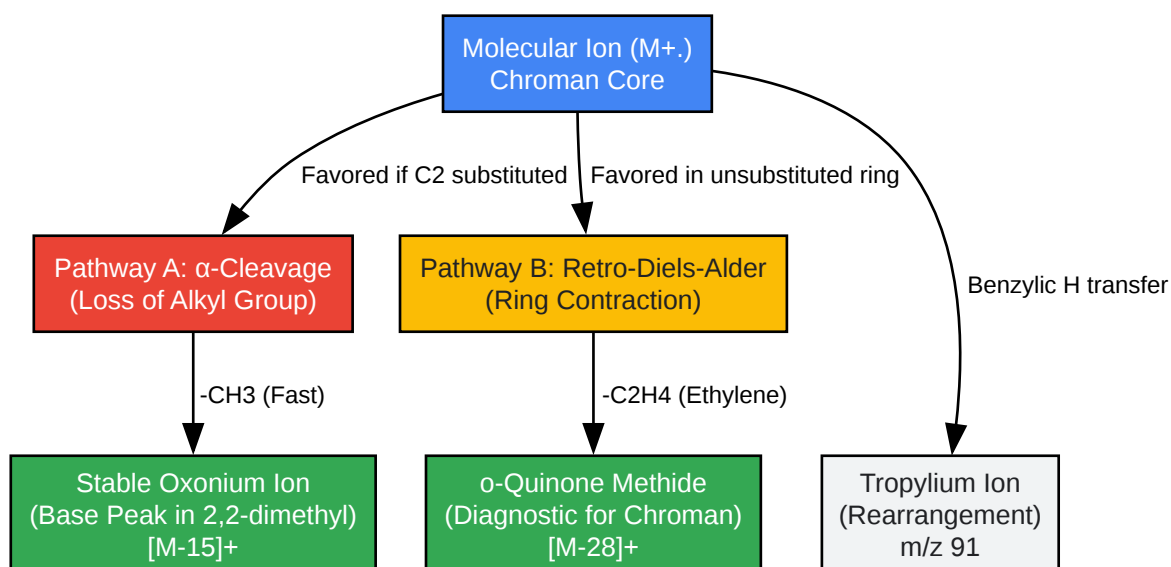 Molecular Ion (M+.)
Chroman Core
Favored if C2 substituted
Favored in unsubstituted ring
Pathway A: α-Cleavage
(Loss of Alkyl Group)
Pathway B: Retro-Diels-Alder
(Ring Contraction)
Benzylic H transfer
-CH3 (Fast)
-C2H4 (Ethylene)
Stable Oxonium Ion
(Base Peak in 2,2-dimethyl)
[M-15]+
o-Quinone Methide
(Diagnostic for Chroman)
[M-28]+
Tropylium Ion
(Rearrangement)
m/z 91